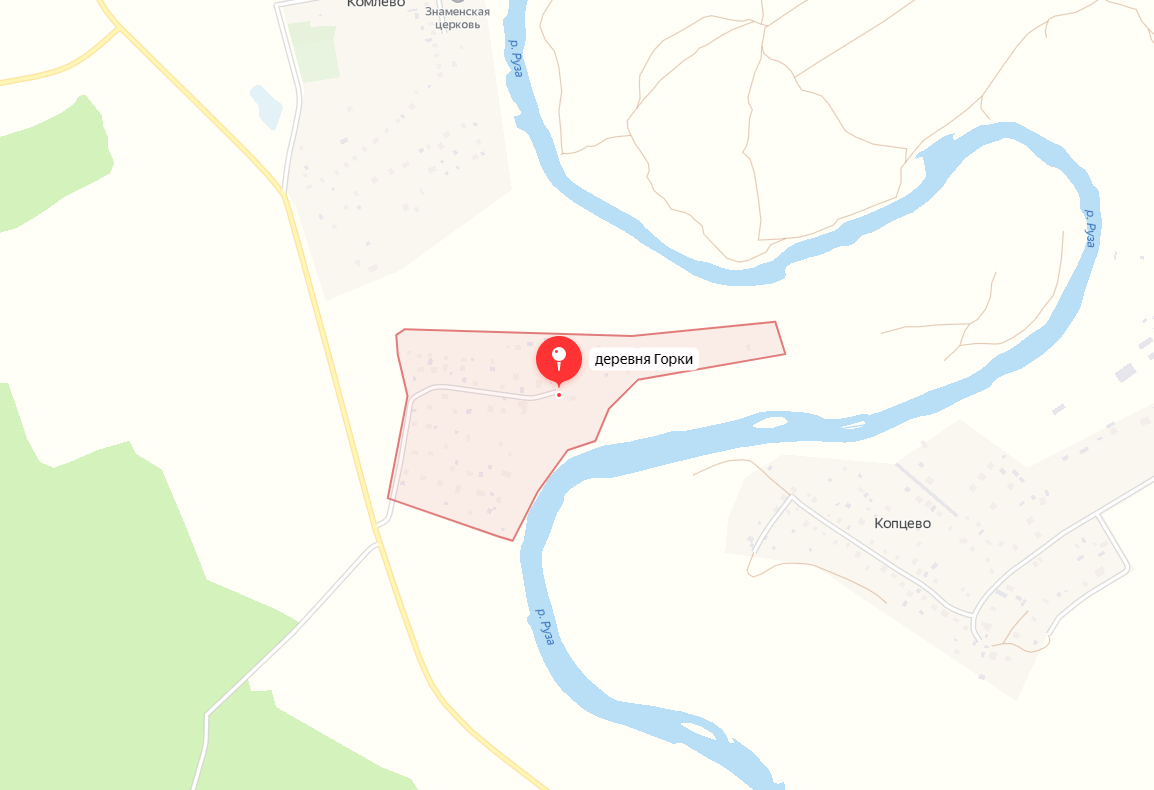 Комлево
Знаменская
церковь
р. Руза
р. Руза
деревня Горки
Копцево
р. Руза